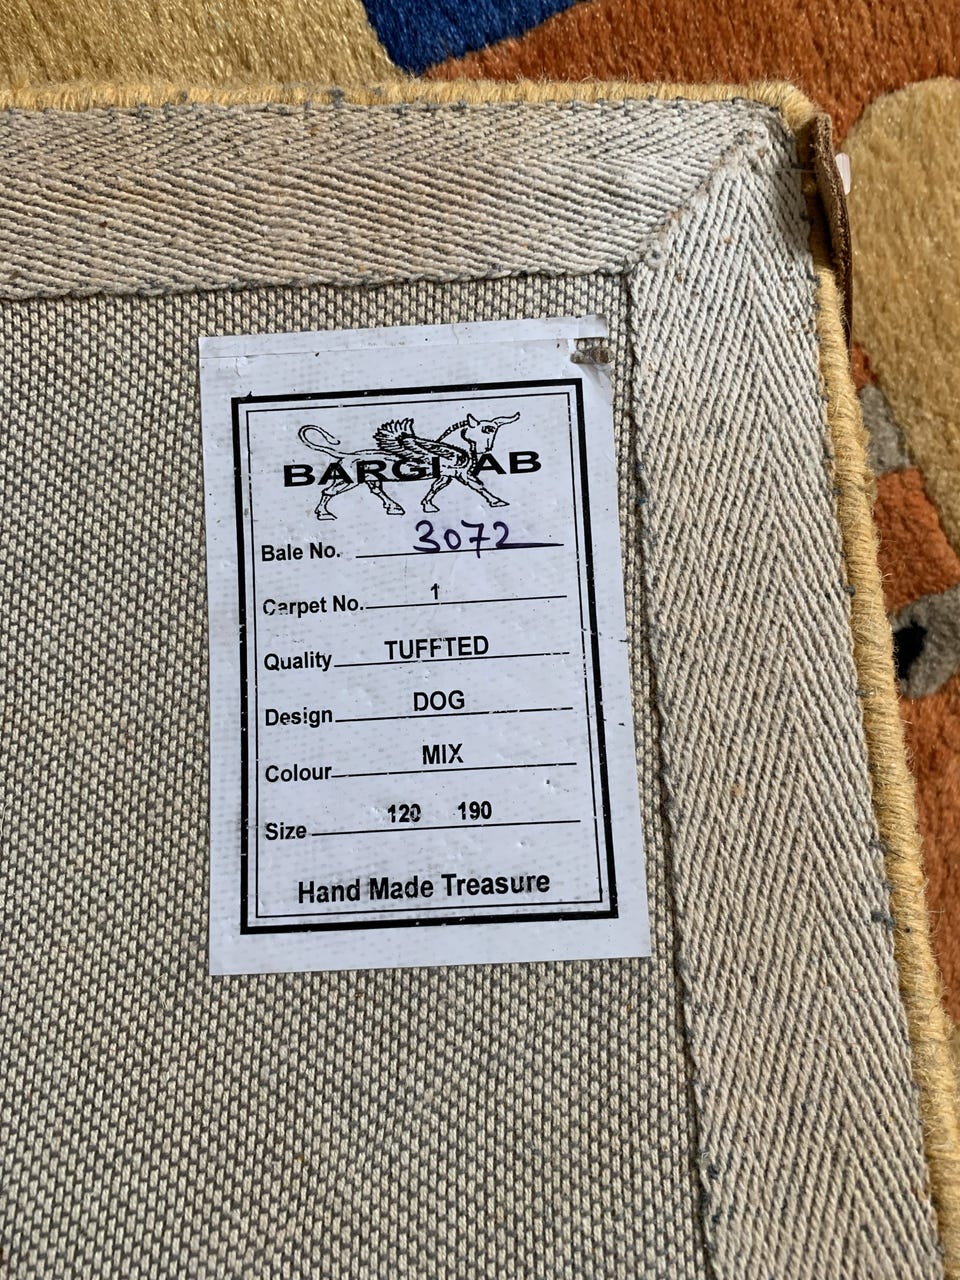 Bale No. 3072
Carpet No. 1
Quality TUFFTED
Design DOG
Colour MIX
Size 120 190
Hand Made Treasure